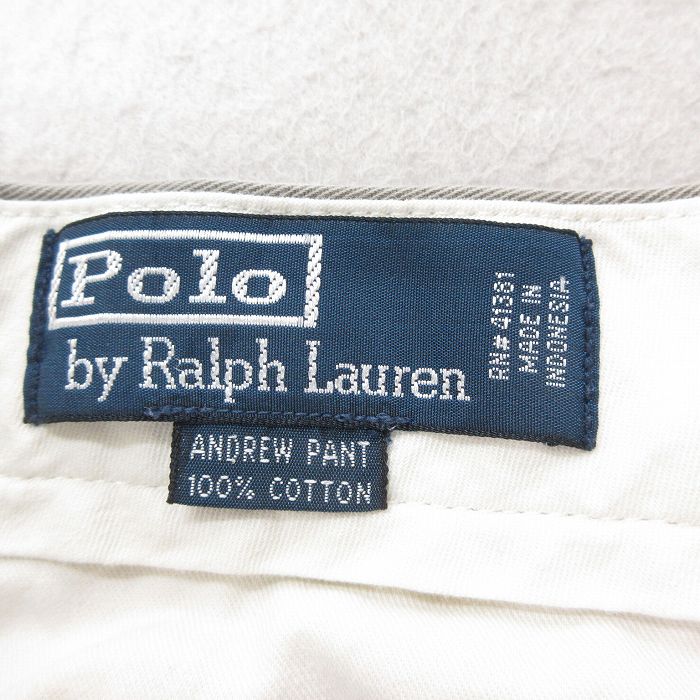 Polo
by Ralph Lauren
RN# 41381
MADE IN
INDONESIA
ANDREW PANT
100% COTTON